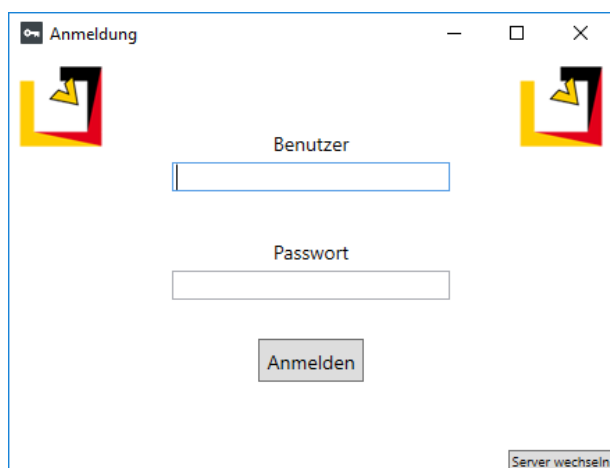 Anmeldung
Benutzer
Passwort
Anmelden
Server wechseln